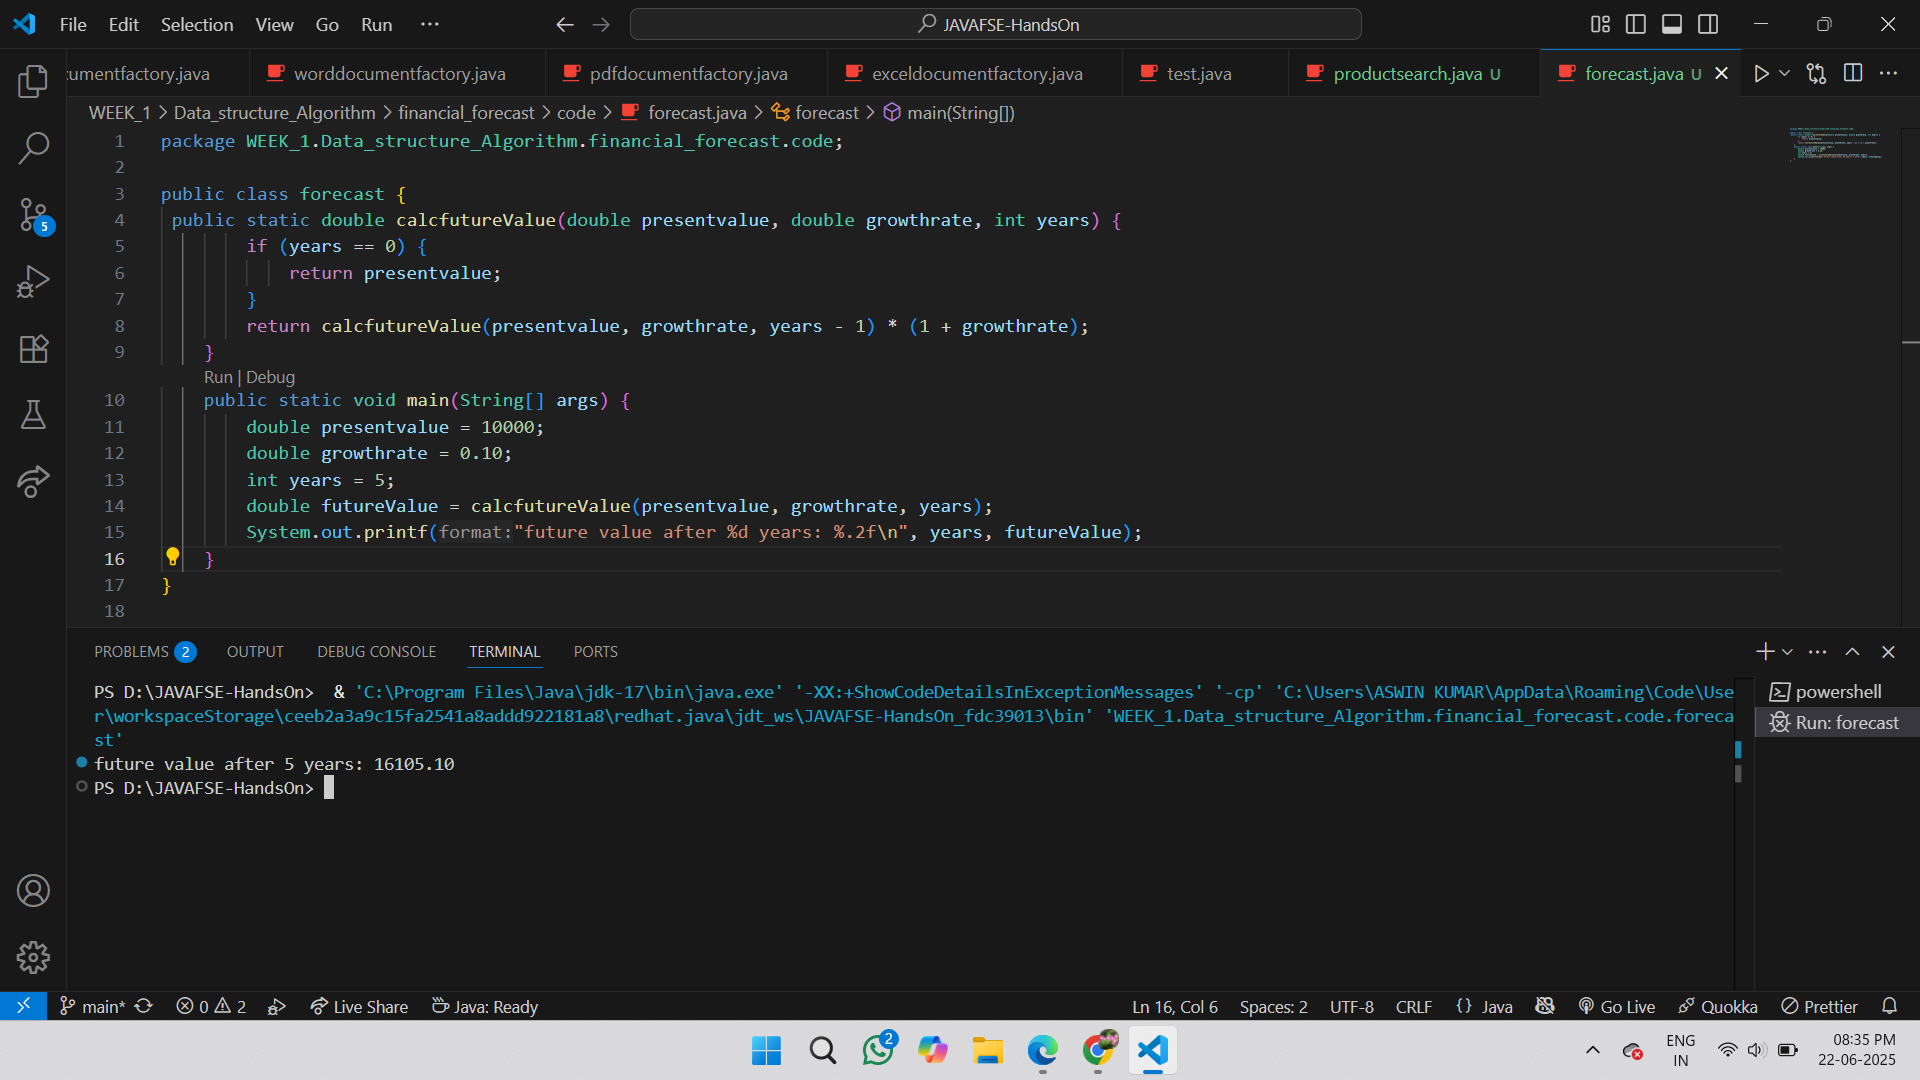 File Edit Selection View Go Run ··· JAVAFSE-HandsOn
cumentfactory.java worddocumentfactory.java pdfdocumentfactory.java exceldocumentfactory.java test.java productsearch.java U forecast.java U
WEEK_1 > Data_structure_Algorithm > financial_forecast > code > forecast.java > forecast > main(String[])
1 package WEEK_1.Data_structure_Algorithm.financial_forecast.code;
2
3 public class forecast {
4 public static double calcfutureValue(double presentvalue, double growthrate, int years) {
5 if (years == 0) {
6 return presentvalue;
7 }
8 return calcfutureValue(presentvalue, growthrate, years - 1) * (1 + growthrate);
9 }
Run | Debug
10 public static void main(String[] args) {
11 double presentvalue = 10000;
12 double growthrate = 0.10;
13 int years = 5;
14 double futureValue = calcfutureValue(presentvalue, growthrate, years);
15 System.out.printf(format:"future value after %d years: %.2f\n", years, futureValue);
16 }
17 }
18
5
PROBLEMS 2 OUTPUT DEBUG CONSOLE TERMINAL PORTS
PS D:\JAVAFSE-HandsOn> & 'C:\Program Files\Java\jdk-17\bin\java.exe' '-XX:+ShowCodeDetailsInExceptionMessages' '-cp' 'C:\Users\ASWIN KUMAR\AppData\Roaming\Code\Use
r\workspaceStorage\ceeb2a3a9c15fa2541a8addd922181a8\redhat.java\jdt_ws\JAVAFSE-HandsOn_fdc39013\bin' 'WEEK_1.Data_structure_Algorithm.financial_forecast.code.foreca
st'
future value after 5 years: 16105.10
PS D:\JAVAFSE-HandsOn>
powershell
Run: forecast
main* 0 2 Live Share Java: Ready Ln 16, Col 6 Spaces: 2 UTF-8 CRLF {} Java Go Live Quokka Prettier
2
ENG
IN
08:35 PM
22-06-2025